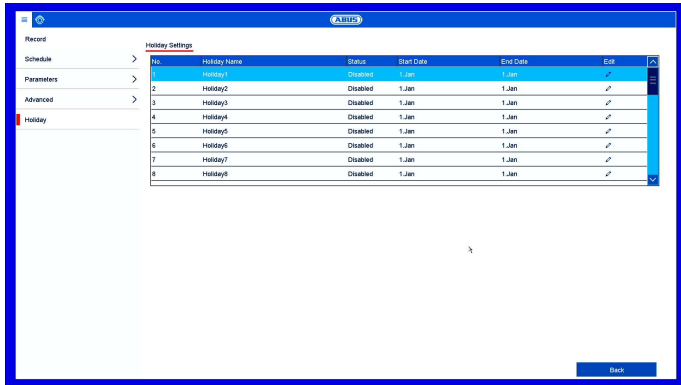 ABUS
Record
Schedule
Parameters
Advanced
Holiday
Holiday Settings
No. Holiday Name Status Start Date End Date Edit
1 Holiday1 Disabled 1.Jan 1.Jan
2 Holiday2 Disabled 1.Jan 1.Jan
3 Holiday3 Disabled 1.Jan 1.Jan
4 Holiday4 Disabled 1.Jan 1.Jan
5 Holiday5 Disabled 1.Jan 1.Jan
6 Holiday6 Disabled 1.Jan 1.Jan
7 Holiday7 Disabled 1.Jan 1.Jan
8 Holiday8 Disabled 1.Jan 1.Jan
Back